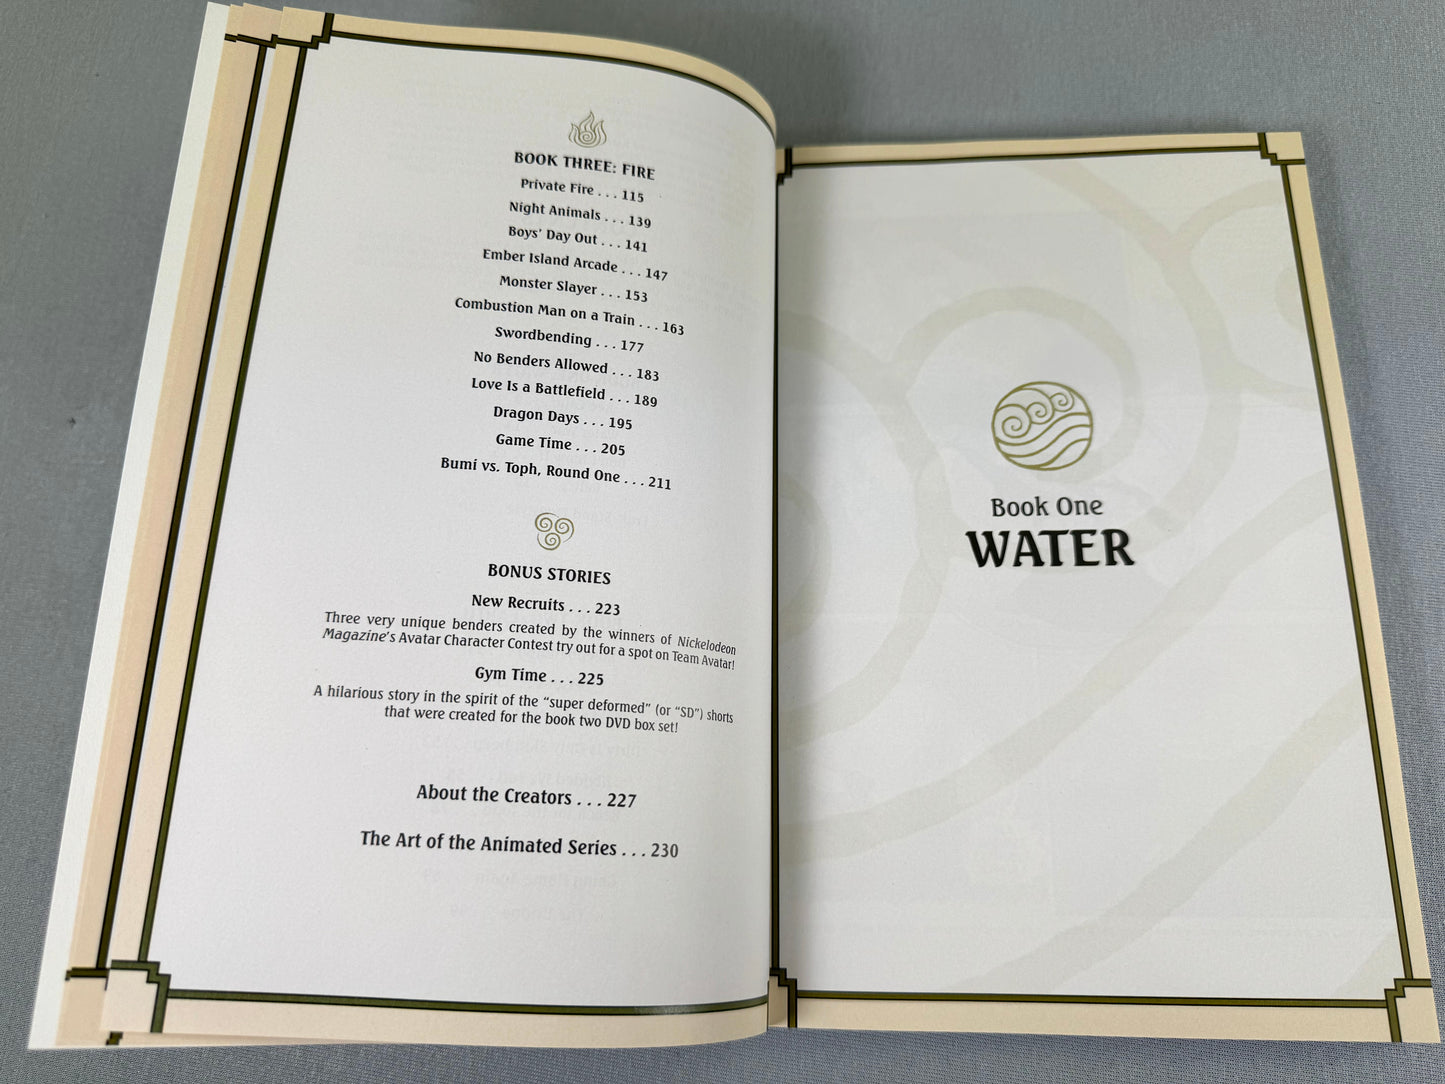 BOOK THREE: FIRE
Private Fire . . . 115
Night Animals . . . 139
Boys' Day Out . . . 141
Ember Island Arcade . . . 147
Monster Slayer . . . 153
Combustion Man on a Train . . . 163
Swordbending . . . 177
No Benders Allowed . . . 183
Love Is a Battlefield . . . 189
Dragon Days . . . 195
Game Time . . . 205
Bumi vs. Toph, Round One . . . 211
BONUS STORIES
New Recruits . . . 223
Three very unique benders created by the winners of Nickelodeon
Magazine's Avatar Character Contest try out for a spot on Team Avatar!
Gym Time . . . 225
A hilarious story in the spirit of the “super deformed” (or “SD”) shorts
that were created for the book two DVD box set!
About the Creators . . . 227
The Art of the Animated Series . . . 230
Book One
WATER